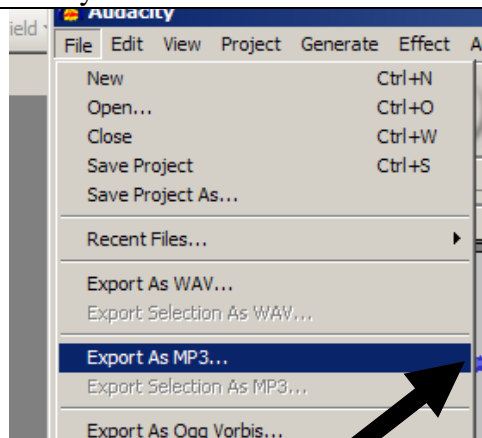 ield
Audacity
File Edit View Project Generate Effect A
New Ctrl+N
Open... Ctrl+O
Close Ctrl+W
Save Project Ctrl+S
Save Project As...
Recent Files...
Export As WAV...
Export Selection As WAV...
Export As MP3...
Export Selection As MP3...
Export As Ogg Vorbis...